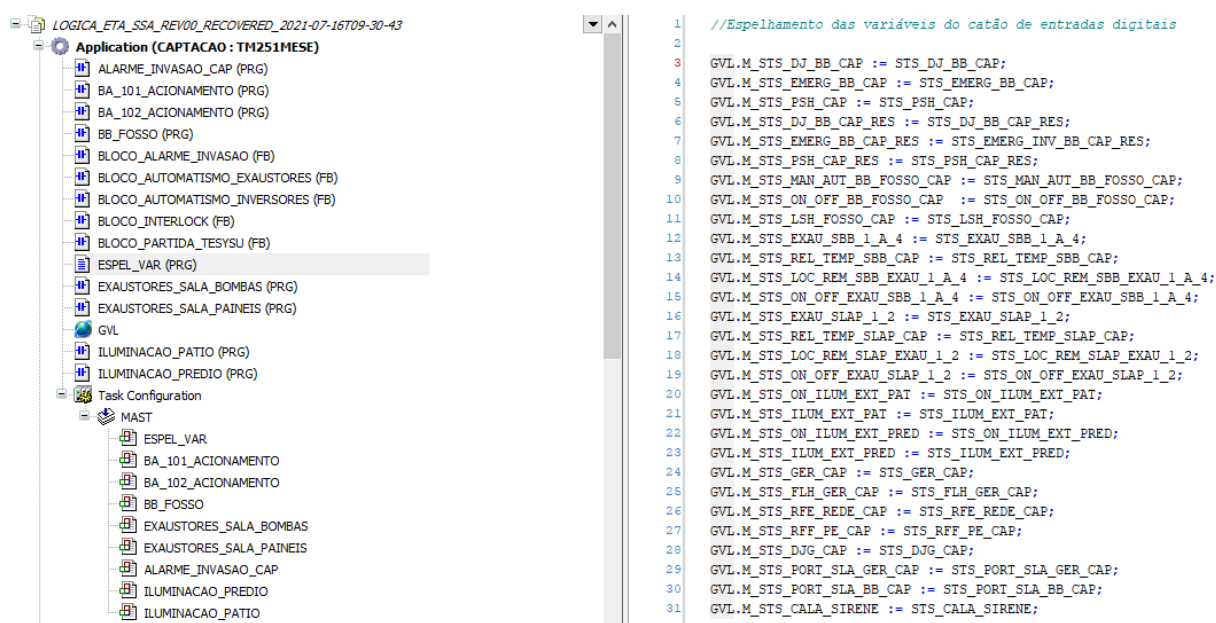 LOGICA_ETA_SSA_REV00_RECOVERED_2021-07-16T09-30-43
Application (CAPTACAO : TM251MESE)
ALARME_INVASAO_CAP (PRG)
BA_101_ACIONAMENTO (PRG)
BA_102_ACIONAMENTO (PRG)
BB_FOSSO (PRG)
BLOCO_ALARME_INVASAO (FB)
BLOCO_AUTOMATISMO_EXAUSTORES (FB)
BLOCO_AUTOMATISMO_INVERSORES (FB)
BLOCO_INTERLOCK (FB)
BLOCO_PARTIDA_TESYSU (FB)
ESPEL_VAR (PRG)
EXAUSTORES_SALA_BOMBAS (PRG)
EXAUSTORES_SALA_PAINEIS (PRG)
GVL
ILUMINACAO_PATIO (PRG)
ILUMINACAO_PREDIO (PRG)
Task Configuration
MAST
ESPEL_VAR
BA_101_ACIONAMENTO
BA_102_ACIONAMENTO
BB_FOSSO
EXAUSTORES_SALA_BOMBAS
EXAUSTORES_SALA_PAINEIS
ALARME_INVASAO_CAP
ILUMINACAO_PREDIO
ILUMINACAO_PATIO
1 //Espelhamento das variáveis do catão de entradas digitais
2
3 GVL.M_STS_DJ_BB_CAP := STS_DJ_BB_CAP;
4 GVL.M_STS_EMERG_BB_CAP := STS_EMERG_BB_CAP;
5 GVL.M_STS_PSH_CAP := STS_PSH_CAP;
6 GVL.M_STS_DJ_BB_CAP_RES := STS_DJ_BB_CAP_RES;
7 GVL.M_STS_EMERG_BB_CAP_RES := STS_EMERG_INV_BB_CAP_RES;
8 GVL.M_STS_PSH_CAP_RES := STS_PSH_CAP_RES;
9 GVL.M_STS_MAN_AUT_BB_FOSSO_CAP := STS_MAN_AUT_BB_FOSSO_CAP;
10 GVL.M_STS_ON_OFF_BB_FOSSO_CAP := STS_ON_OFF_BB_FOSSO_CAP;
11 GVL.M_STS_LSH_FOSSO_CAP := STS_LSH_FOSSO_CAP;
12 GVL.M_STS_EXAU_SBB_1_A_4 := STS_EXAU_SBB_1_A_4;
13 GVL.M_STS_REL_TEMP_SBB_CAP := STS_REL_TEMP_SBB_CAP;
14 GVL.M_STS_LOC_REM_SBB_EXAU_1_A_4 := STS_LOC_REM_SBB_EXAU_1_A_4;
15 GVL.M_STS_ON_OFF_EXAU_SBB_1_A_4 := STS_ON_OFF_EXAU_SBB_1_A_4;
16 GVL.M_STS_EXAU_SLAP_1_2 := STS_EXAU_SLAP_1_2;
17 GVL.M_STS_REL_TEMP_SLAP_CAP := STS_REL_TEMP_SLAP_CAP;
18 GVL.M_STS_LOC_REM_SLAP_EXAU_1_2 := STS_LOC_REM_SLAP_EXAU_1_2;
19 GVL.M_STS_ON_OFF_EXAU_SLAP_1_2 := STS_ON_OFF_EXAU_SLAP_1_2;
20 GVL.M_STS_ON_ILUM_EXT_PAT := STS_ON_ILUM_EXT_PAT;
21 GVL.M_STS_ILUM_EXT_PAT := STS_ILUM_EXT_PAT;
22 GVL.M_STS_ON_ILUM_EXT_PRED := STS_ON_ILUM_EXT_PRED;
23 GVL.M_STS_ILUM_EXT_PRED := STS_ILUM_EXT_PRED;
24 GVL.M_STS_GER_CAP := STS_GER_CAP;
25 GVL.M_STS_FLH_GER_CAP := STS_FLH_GER_CAP;
26 GVL.M_STS_RFE_REDE_CAP := STS_RFE_REDE_CAP;
27 GVL.M_STS_RFF_PE_CAP := STS_RFF_PE_CAP;
28 GVL.M_STS_DJG_CAP := STS_DJG_CAP;
29 GVL.M_STS_PORT_SLA_GER_CAP := STS_PORT_SLA_GER_CAP;
30 GVL.M_STS_PORT_SLA_BB_CAP := STS_PORT_SLA_BB_CAP;
31 GVL.M_STS_CALA_SIRENE := STS_CALA_SIRENE;